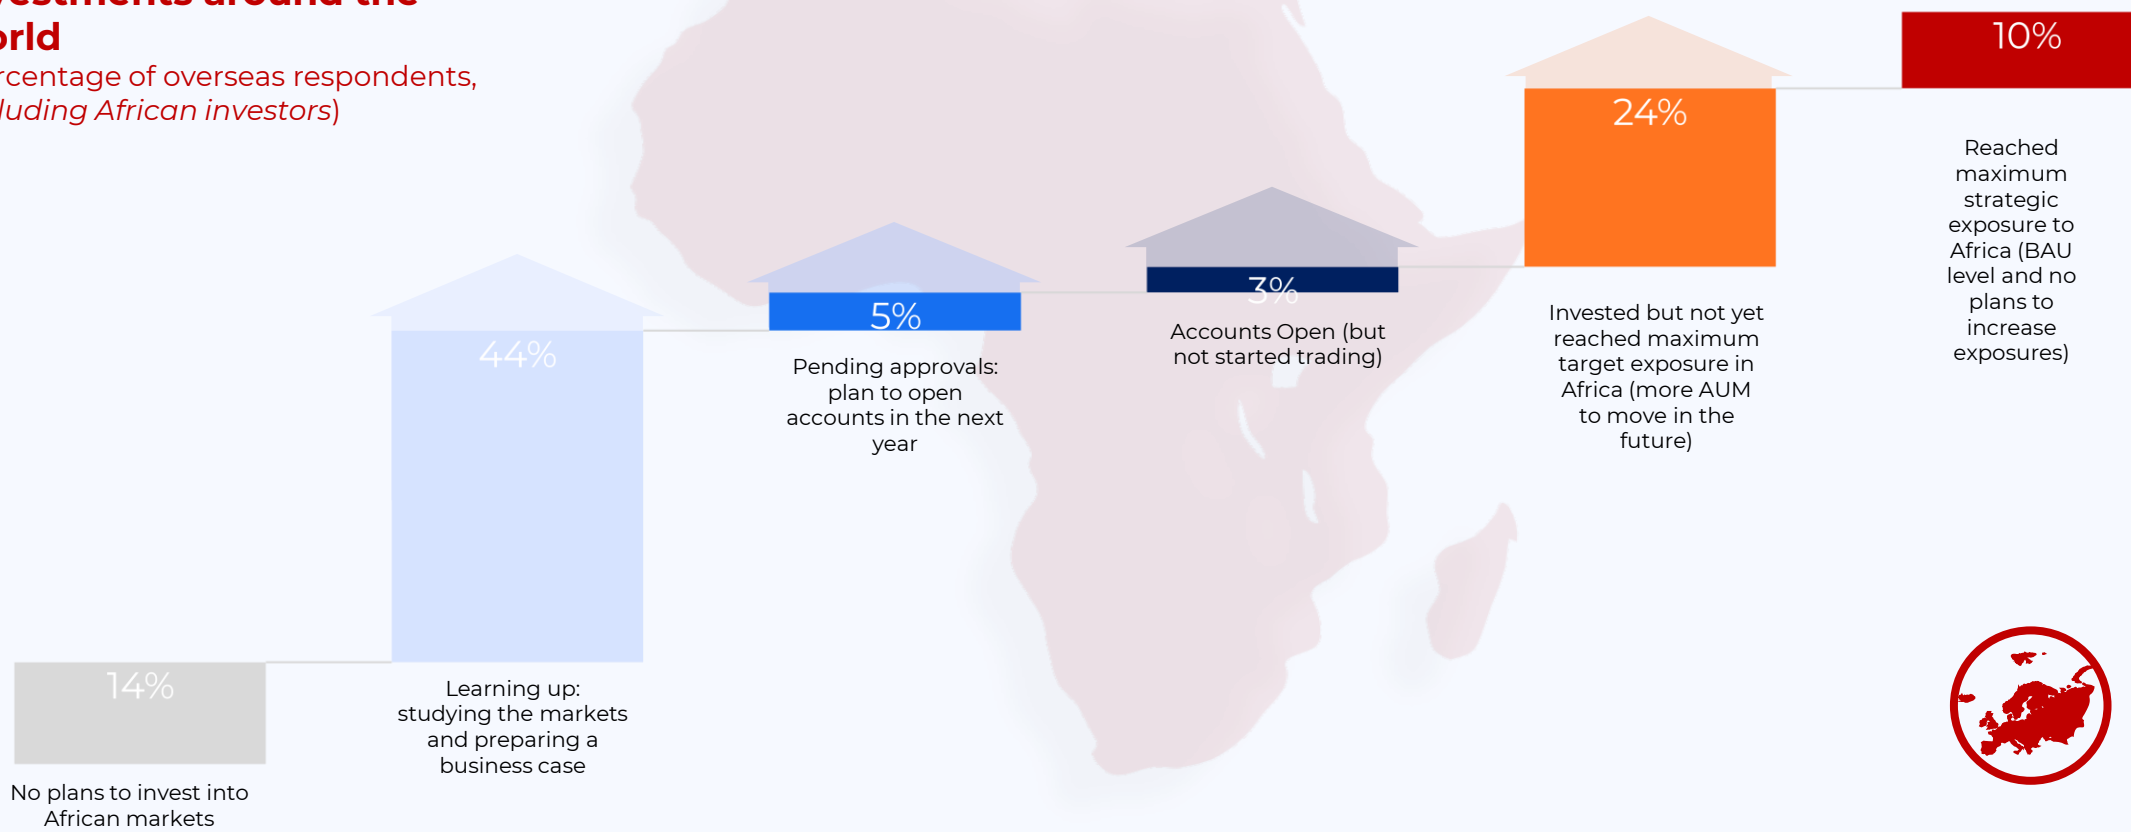 around the
percentage of overseas respondents,
African investors)
14%
No plans to invest into
African markets
44%
Learning up:
studying the markets
and preparing a
business case
5%
Pending approvals:
plan to open
accounts in the next
year
3%
Accounts Open (but
not started trading)
24%
Invested but not yet
reached maximum
target exposure in
Africa (more AUM
to move in the
future)
10%
Reached
maximum
strategic
exposure to
Africa (BAU
level and no
plans to
increase
exposures)